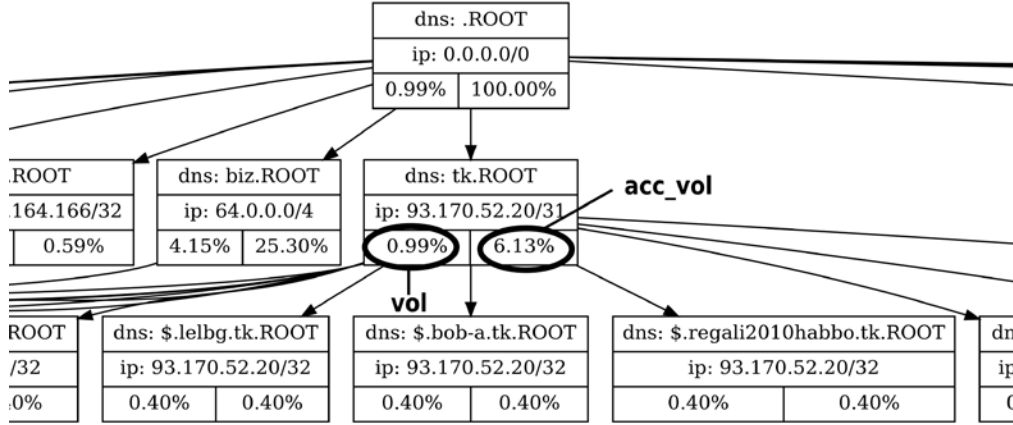 dns: .ROOT
ip: 0.0.0.0/0
0.99% 100.00%
.ROOT
.164.166/32
0.59%
dns: biz.ROOT
ip: 64.0.0.0/4
4.15% 25.30%
dns: tk.ROOT
ip: 93.170.52.20/31
0.99% 6.13%
acc_vol
vol
ROOT
/32
.0%
dns: $.lelbg.tk.ROOT
ip: 93.170.52.20/32
0.40% 0.40%
dns: $.bob-a.tk.ROOT
ip: 93.170.52.20/32
0.40% 0.40%
dns: $.regali2010habbo.tk.ROOT
ip: 93.170.52.20/32
0.40% 0.40%
dn
ip
0